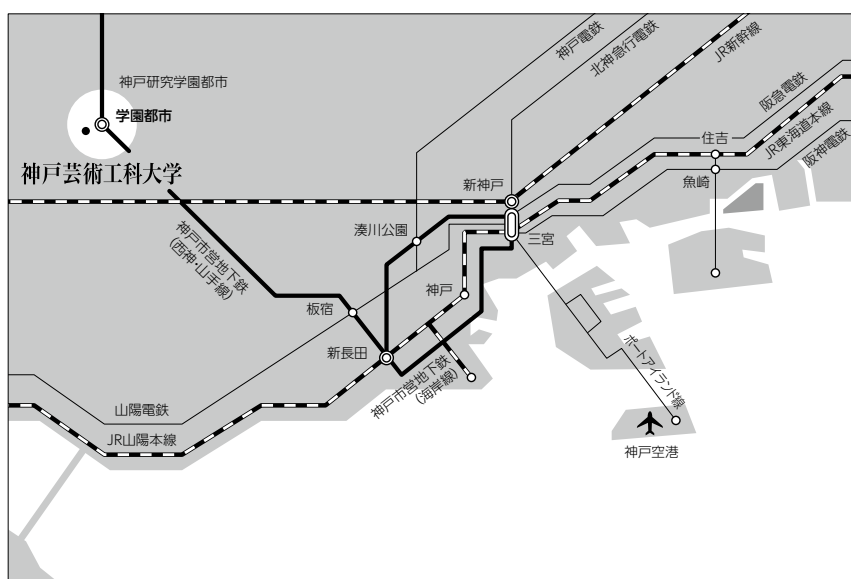 神戸電鉄
北神急行電鉄
JR新幹線
神戸研究学園都市
学園都市
神戸芸術工科大学
阪急電鉄
JR東海道本線
阪神電鉄
住吉
魚崎
新神戸
三宮
湊川公園
神戸市営地下鉄
(西神・山手線)
神戸
板宿
新長田
ポートアイランド線
神戸市営地下鉄
(海岸線)
山陽電鉄
JR山陽本線
神戸空港